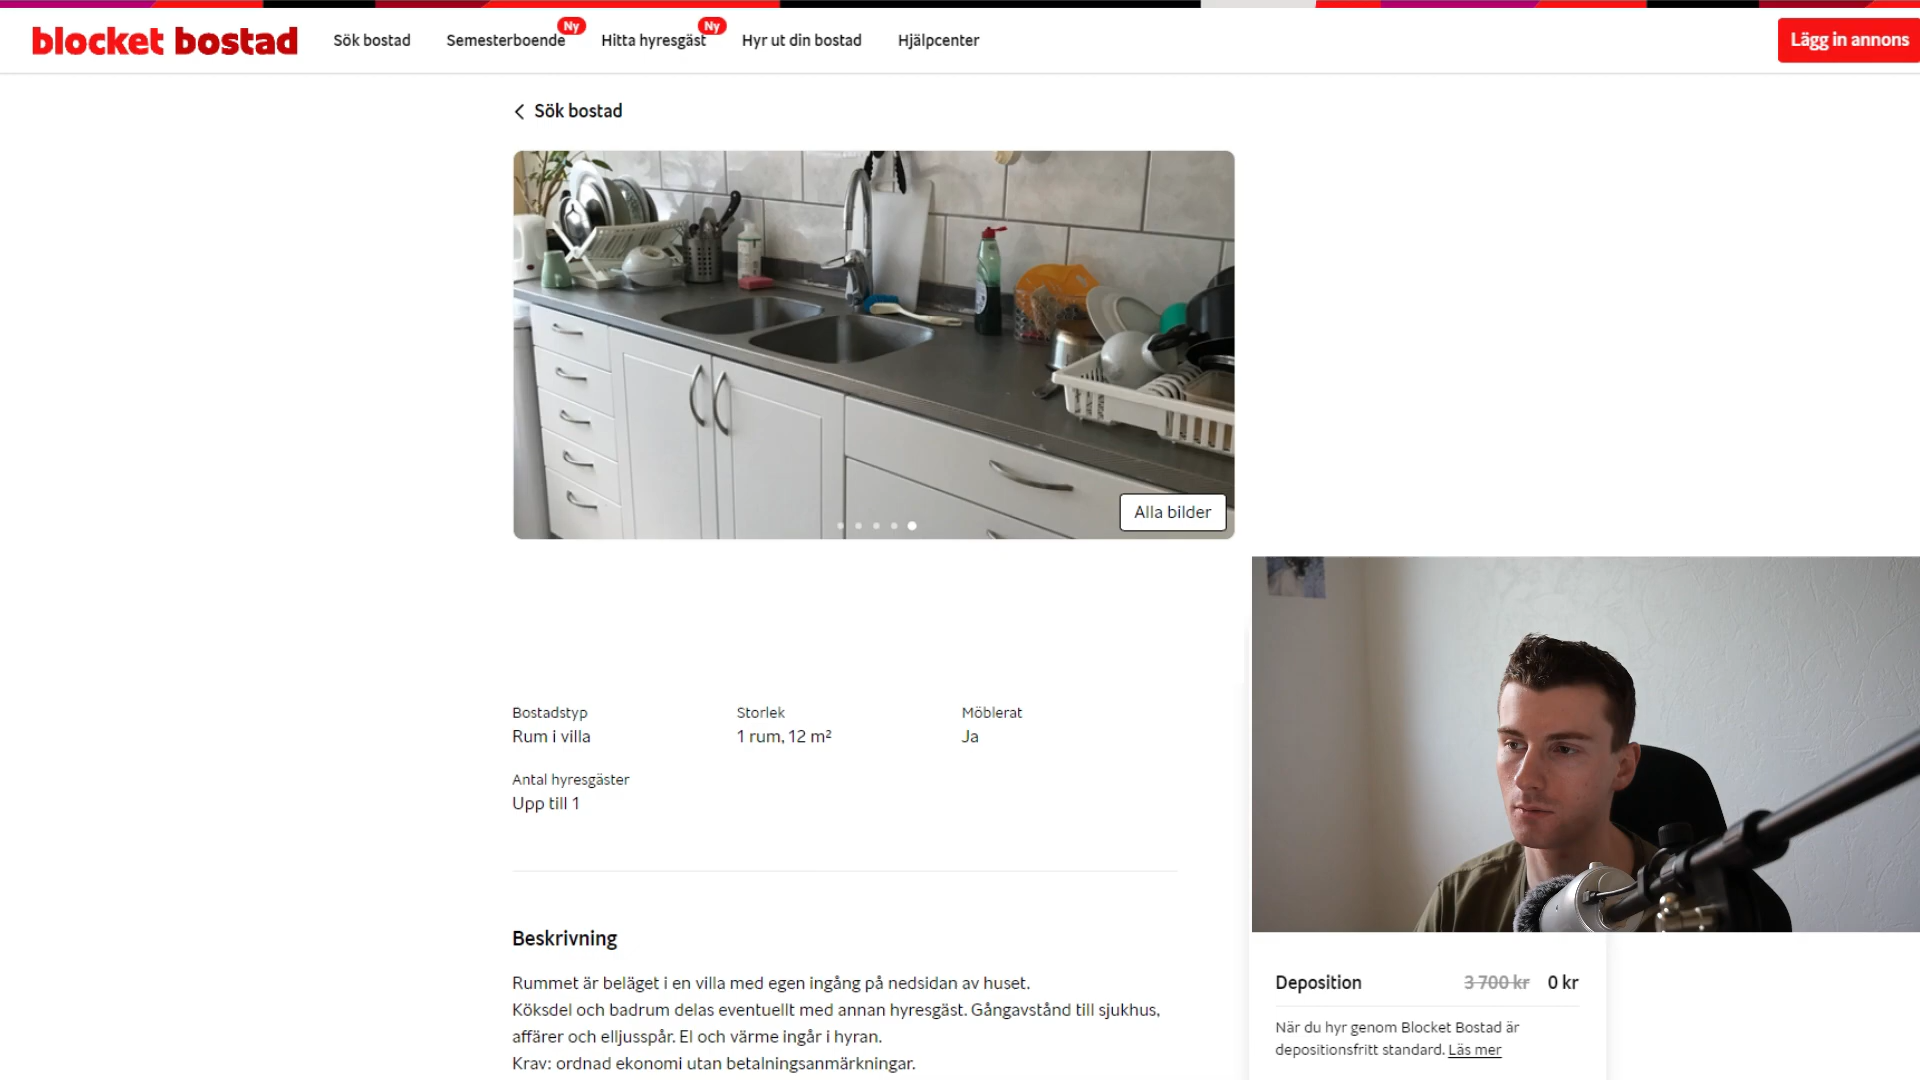 blocket bostad
Sök bostad
Semesterboende
Ny
Hitta hyresgäst
Ny
Hyr ut din bostad
Hjälpcenter
Lägg in annons
Sök bostad
Alla bilder
Bostadstyp
Rum i villa
Storlek
1 rum, 12 m²
Möblerat
Ja
Antal hyresgäster
Upp till 1
Beskrivning
Rummet är beläget i en villa med egen ingång på nedsidan av huset.
Köksdel och badrum delas eventuellt med annan hyresgäst. Gångavstånd till sjukhus,
affärer och elljusspår. El och värme ingår i hyran.
Krav: ordnad ekonomi utan betalningsanmärkningar.
Deposition 3 700 kr 0 kr
När du hyr genom Blocket Bostad är
depositionsfritt standard. Läs mer